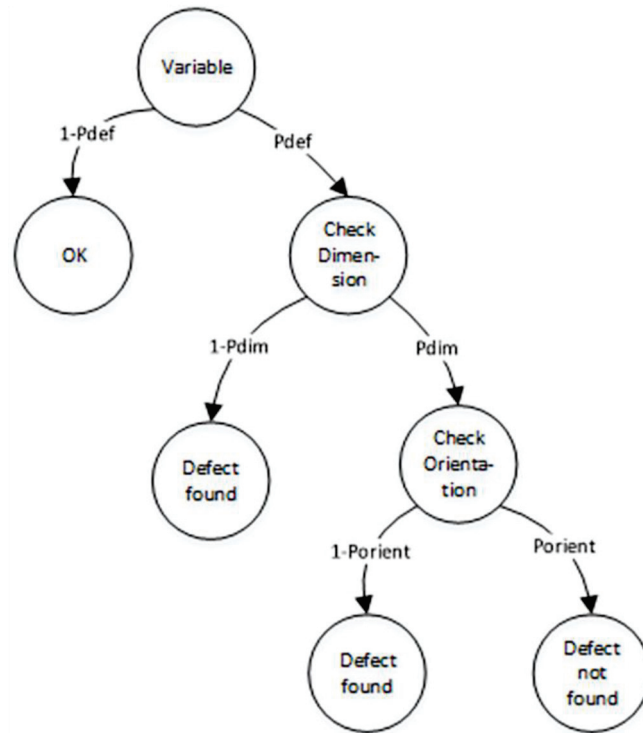 Variable
1-Pdef
Pdef
OK
Check
Dimen-
sion
1-Pdim
Pdim
Defect
found
Check
Orienta-
tion
1-Porient
Porient
Defect
found
Defect
not
found